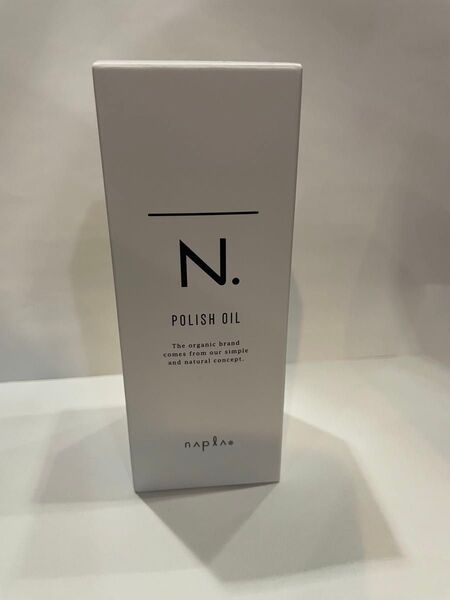 N.
POLISH OIL
The organic brand
comes from our simple
and natural concept.
napla